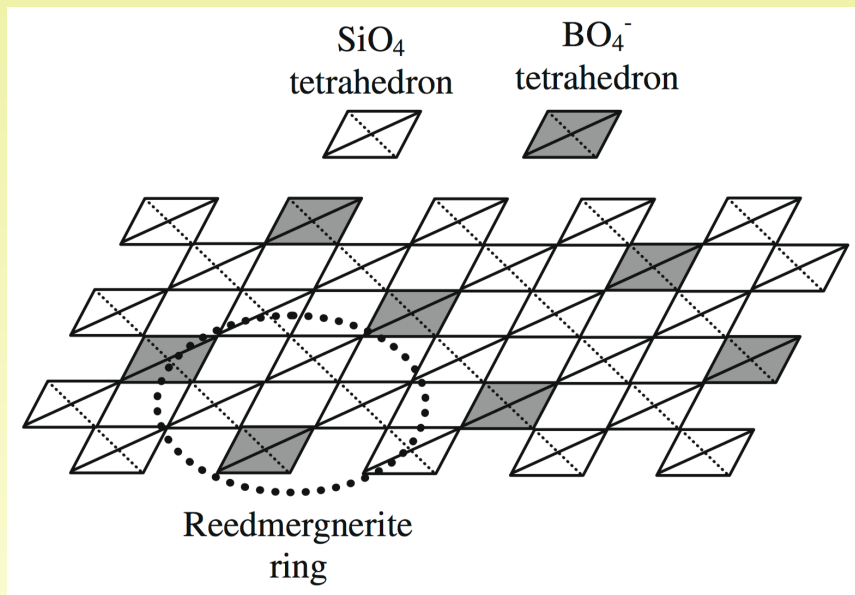 SiO₄
tetrahedron
BO₄⁻
tetrahedron
Reedmergnerite
ring